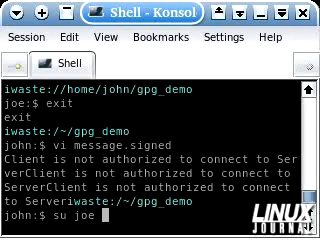 Shell - Konsol
Session Edit View Bookmarks Settings Help
Shell
iwaste://home/john/gpg_demo
joe:$ exit
exit
iwaste:/~/gpg_demo
john:$ vi message.signed
Client is not authorized to connect to Ser
verClient is not authorized to connect to
ServerClient is not authorized to connect
to Serveriwaste:/~/gpg_demo
john:$ su joe
LINUX
JOURNAL